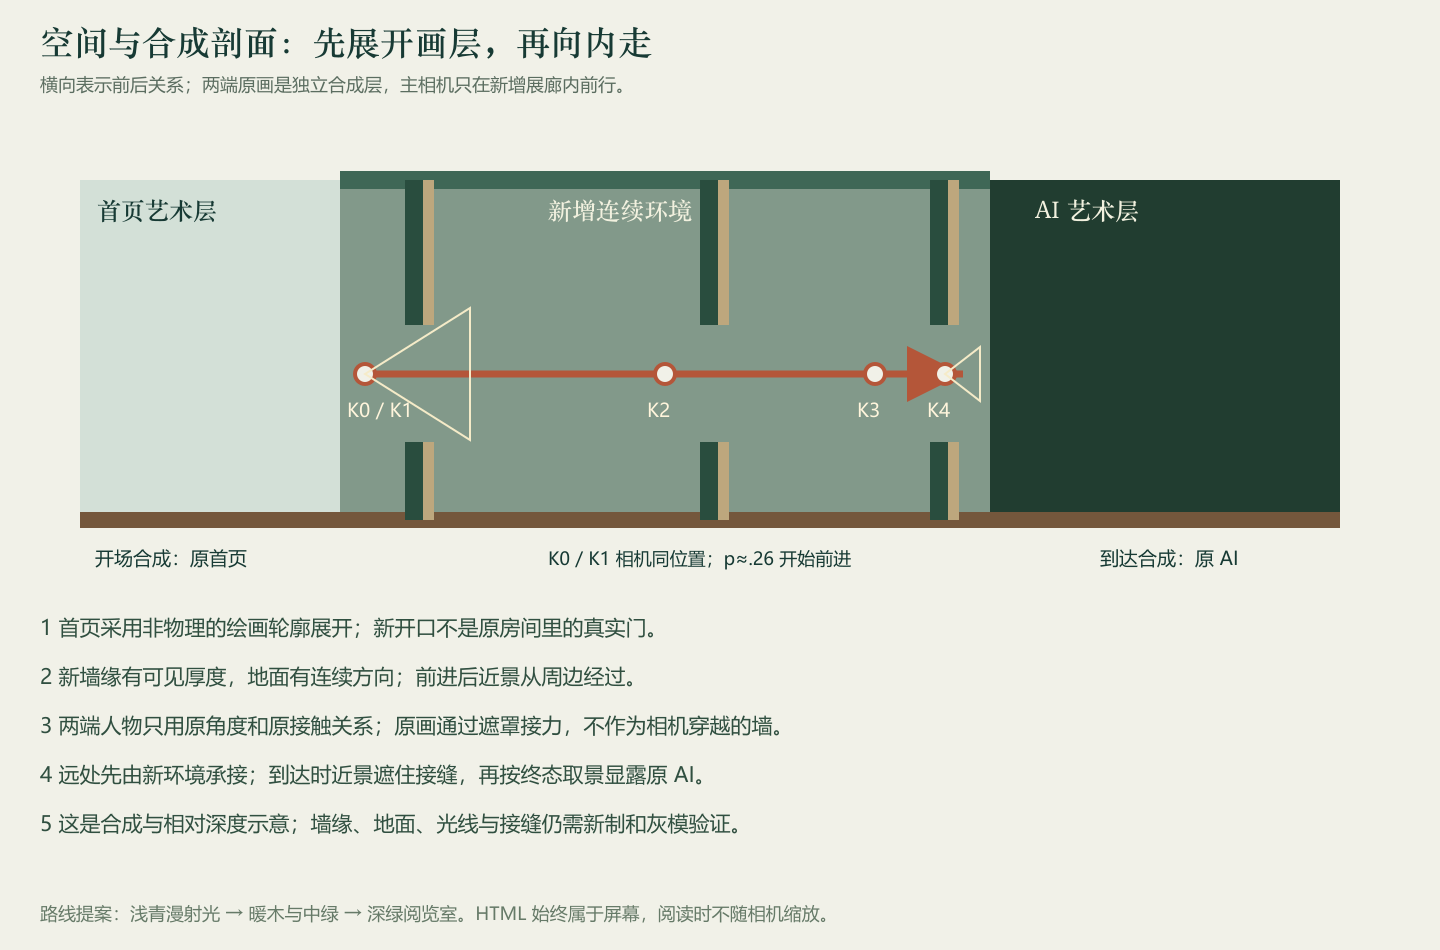 空间与合成剖面：先展开画层，再向内走
横向表示前后关系；两端原画是独立合成层，主相机只在新增展廊内前行。
首页艺术层
新增连续环境
AI 艺术层
K0 / K1
K2
K3
K4
开场合成：原首页
K0 / K1 相机同位置；p≈.26 开始前进
到达合成：原 AI
1 首页采用非物理的绘画轮廓展开；新开口不是原房间里的真实门。
2 新墙缘有可见厚度，地面有连续方向；前进后近景从周边经过。
3 两端人物只用原角度和原接触关系；原画通过遮罩接力，不作为相机穿越的墙。
4 远处先由新环境承接；到达时近景遮住接缝，再按终态取景显露原 AI。
5 这是合成与相对深度示意；墙缘、地面、光线与接缝仍需新制和灰模验证。
路线提案：浅青漫射光 → 暖木与中绿 → 深绿阅览室。HTML 始终属于屏幕，阅读时不随相机缩放。